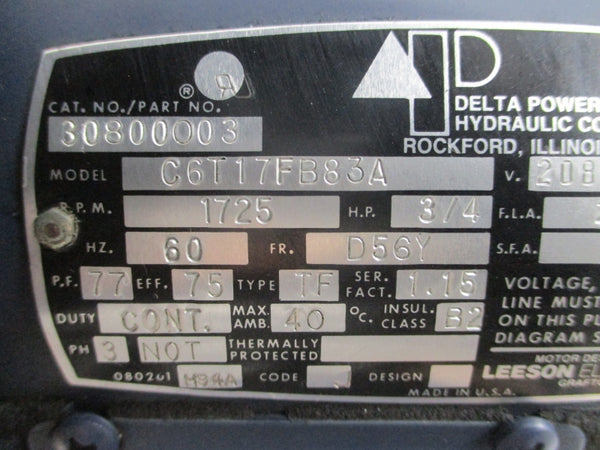 DELTA POWER
HYDRAULIC CO
ROCKFORD, ILLINOI
®
CAT. NO./PART NO.
30800003
MODEL C6T17FB83A V. 208
R.P.M. 1725 H.P. 3/4 F.L.A.
HZ. 60 FR. D56Y S.F.A.
P.F. 77 EFF. 75 TYPE TF SER. FACT. 1.15
DUTY CONT. MAX. AMB. 40 °C. INSUL. CLASS B2
PH 3 NOT THERMALLY PROTECTED
080201 M94A CODE DESIGN
MADE IN U.S.A.
VOLTAGE,
LINE MUST
ON THIS PL
DIAGRAM S
MOTOR DE
LEESON EL
GRAFTO